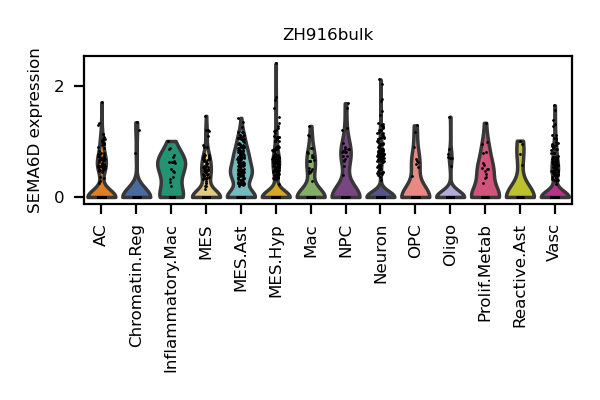 ZH916bulk
SEMA6D expression
2
0
AC
Chromatin.Reg
Inflammatory.Mac
MES
MES.Ast
MES.Hyp
Mac
NPC
Neuron
OPC
Oligo
Prolif.Metab
Reactive.Ast
Vasc